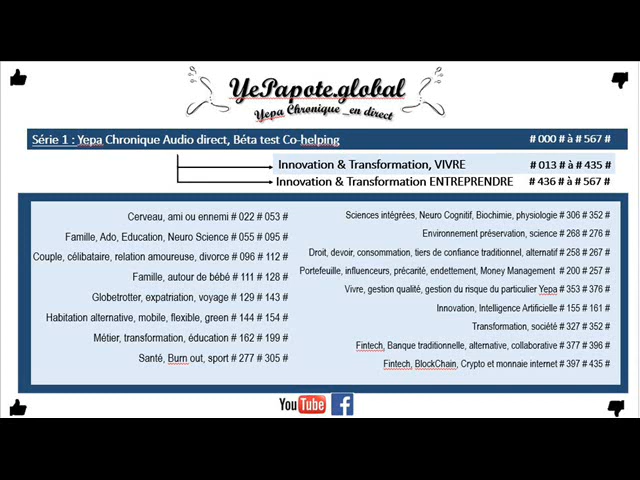 YePapote.global
Yepa Chronique _en direct
Série 1 : Yepa Chronique Audio direct, Béta test Co-helping # 000 # à # 567 #
Innovation & Transformation, VIVRE # 013 # à # 435 #
Innovation & Transformation ENTREPRENDRE # 436 # à # 567 #
Cerveau, ami ou ennemi # 022 # 053 #
Famille, Ado, Education, Neuro Science # 055 # 095 #
Couple, célibataire, relation amoureuse, divorce # 096 # 112 #
Famille, autour de bébé # 111 # 128 #
Globetrotter, expatriation, voyage # 129 # 143 #
Habitation alternative, mobile, flexible, green # 144 # 154 #
Métier, transformation, éducation # 162 # 199 #
Santé, Burn out, sport # 277 # 305 #
Sciences intégrées, Neuro Cognitif, Biochimie, physiologie # 306 # 352 #
Environnement préservation, science # 268 # 276 #
Droit, devoir, consommation, tiers de confiance traditionnel, alternatif # 258 # 267 #
Portefeuille, influenceurs, précarité, endettement, Money Management # 200 # 257 #
Vivre, gestion qualité, gestion du risque du particulier Yepa # 353 # 376 #
Innovation, Intelligence Artificielle # 155 # 161 #
Transformation, société # 327 # 352 #
Fintech, Banque traditionnelle, alternative, collaborative # 377 # 396 #
Fintech, BlockChain, Crypto et monnaie internet # 397 # 435 #
YouTube f